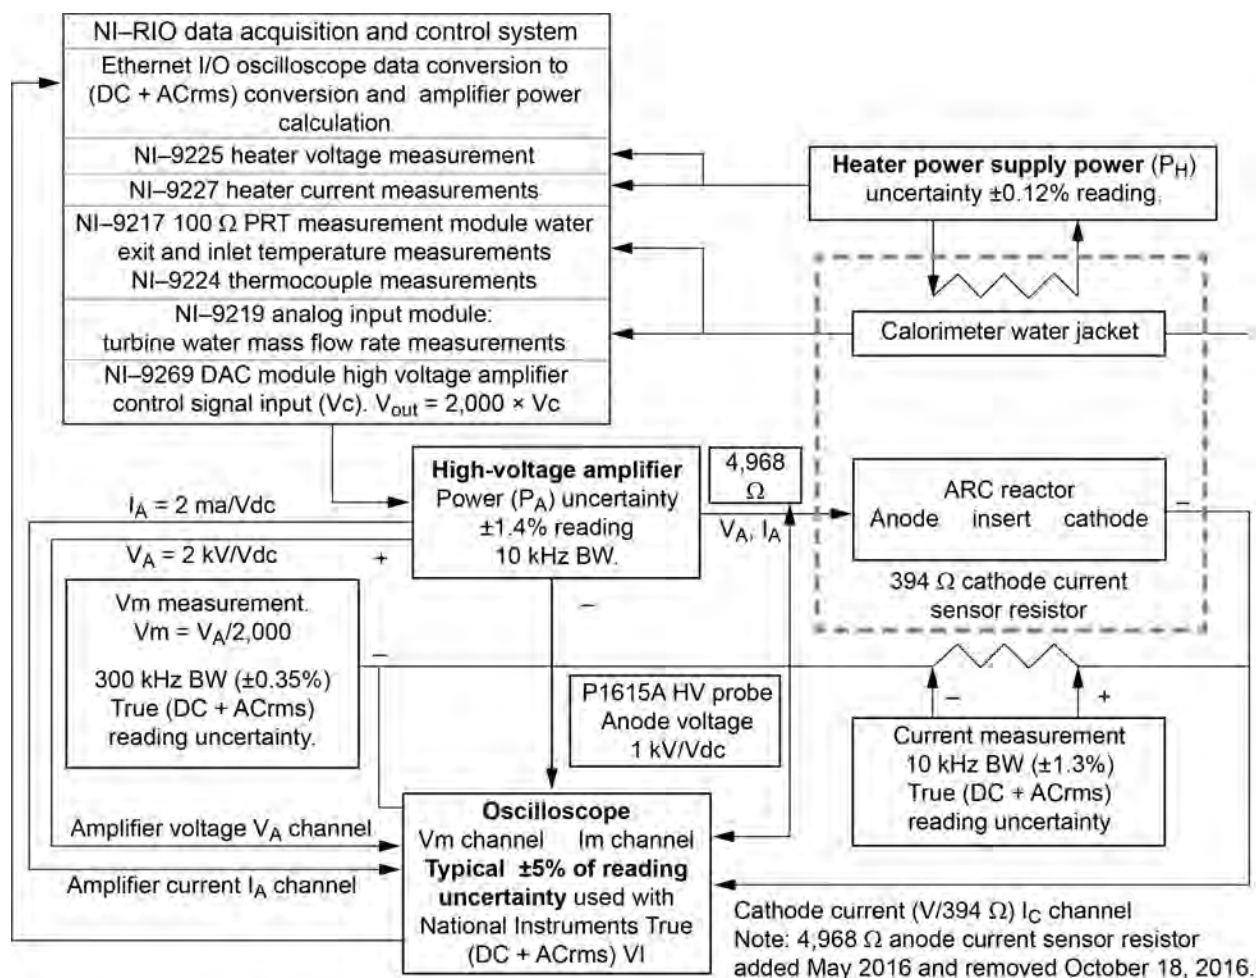 NI–RIO data acquisition and control system
Ethernet I/O oscilloscope data conversion to
(DC + ACrms) conversion and amplifier power
calculation
NI–9225 heater voltage measurement
NI–9227 heater current measurements
NI–9217 100 Ω PRT measurement module water
exit and inlet temperature measurements
NI–9224 thermocouple measurements
NI–9219 analog input module:
turbine water mass flow rate measurements
NI–9269 DAC module high voltage amplifier
control signal input (Vc). Vout = 2,000 × Vc
Heater power supply power (PH)
uncertainty ±0.12% reading.
Calorimeter water jacket
High-voltage amplifier
Power (PA) uncertainty
±1.4% reading
10 kHz BW.
4,968
Ω
VA, IA
ARC reactor
Anode insert cathode
–
394 Ω cathode current
sensor resistor
IA = 2 ma/Vdc
VA = 2 kV/Vdc
+
–
Vm measurement.
Vm = VA/2,000
300 kHz BW (±0.35%)
True (DC + ACrms)
reading uncertainty.
–
P1615A HV probe
Anode voltage
1 kV/Vdc
– +
Current measurement
10 kHz BW (±1.3%)
True (DC + ACrms)
reading uncertainty
Amplifier voltage VA channel
Amplifier current IA channel
Oscilloscope
Vm channel Im channel
Typical ±5% of reading
uncertainty used with
National Instruments True
(DC + ACrms) VI
Cathode current (V/394 Ω) IC channel
Note: 4,968 Ω anode current sensor resistor
added May 2016 and removed October 18, 2016.